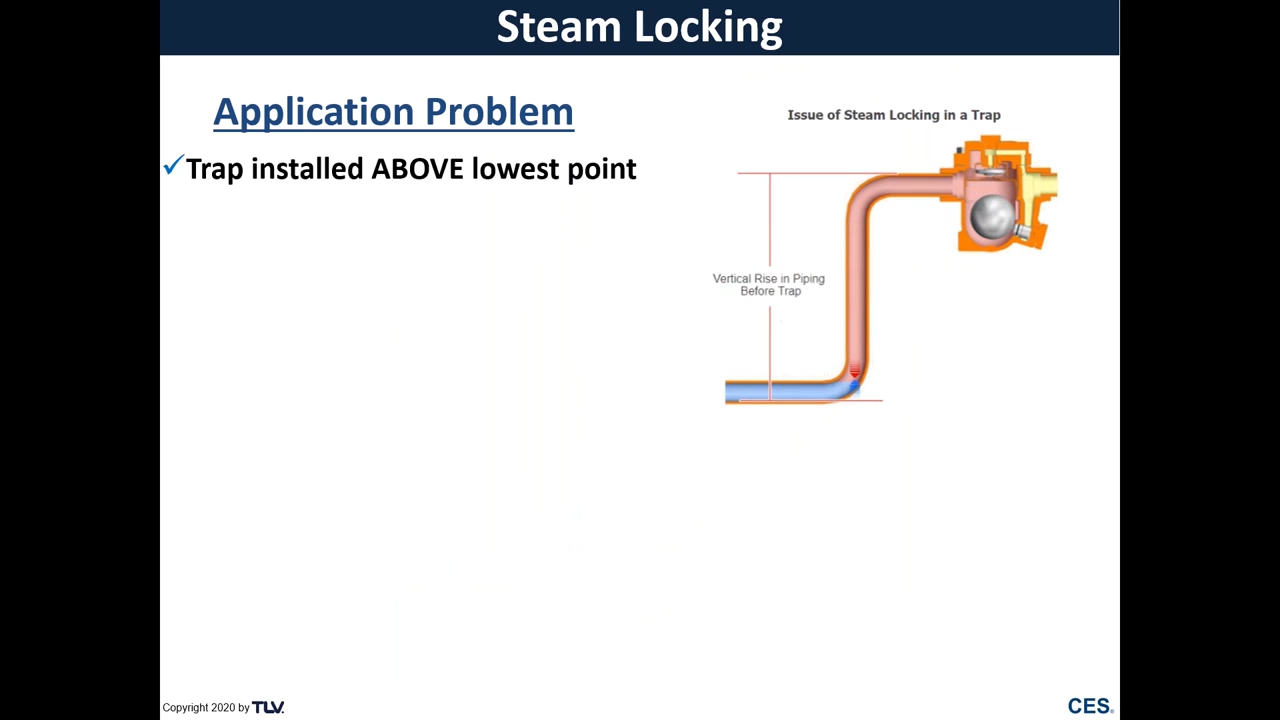 Steam Locking
Application Problem
✓Trap installed ABOVE lowest point
Issue of Steam Locking in a Trap
Vertical Rise in Piping
Before Trap
Copyright 2020 by TLV.
CES®